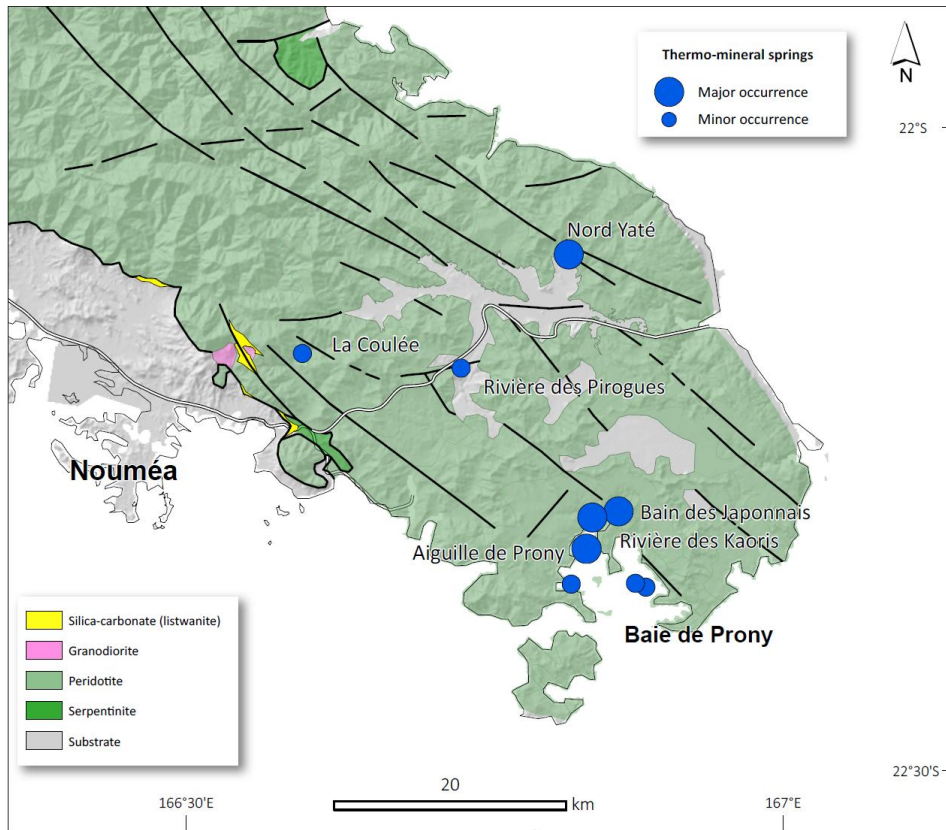 Thermo-mineral springs
Major occurrence
Minor occurrence
N
22°S
Nord Yaté
La Coulée
Rivière des Pirogues
Nouméa
Bain des Japonnais
Rivière des Kaoris
Aiguille de Prony
Baie de Prony
Silica-carbonate (listwanite)
Granodiorite
Peridotite
Serpentinite
Substrate
22°30'S
20
km
166°30'E
167°E